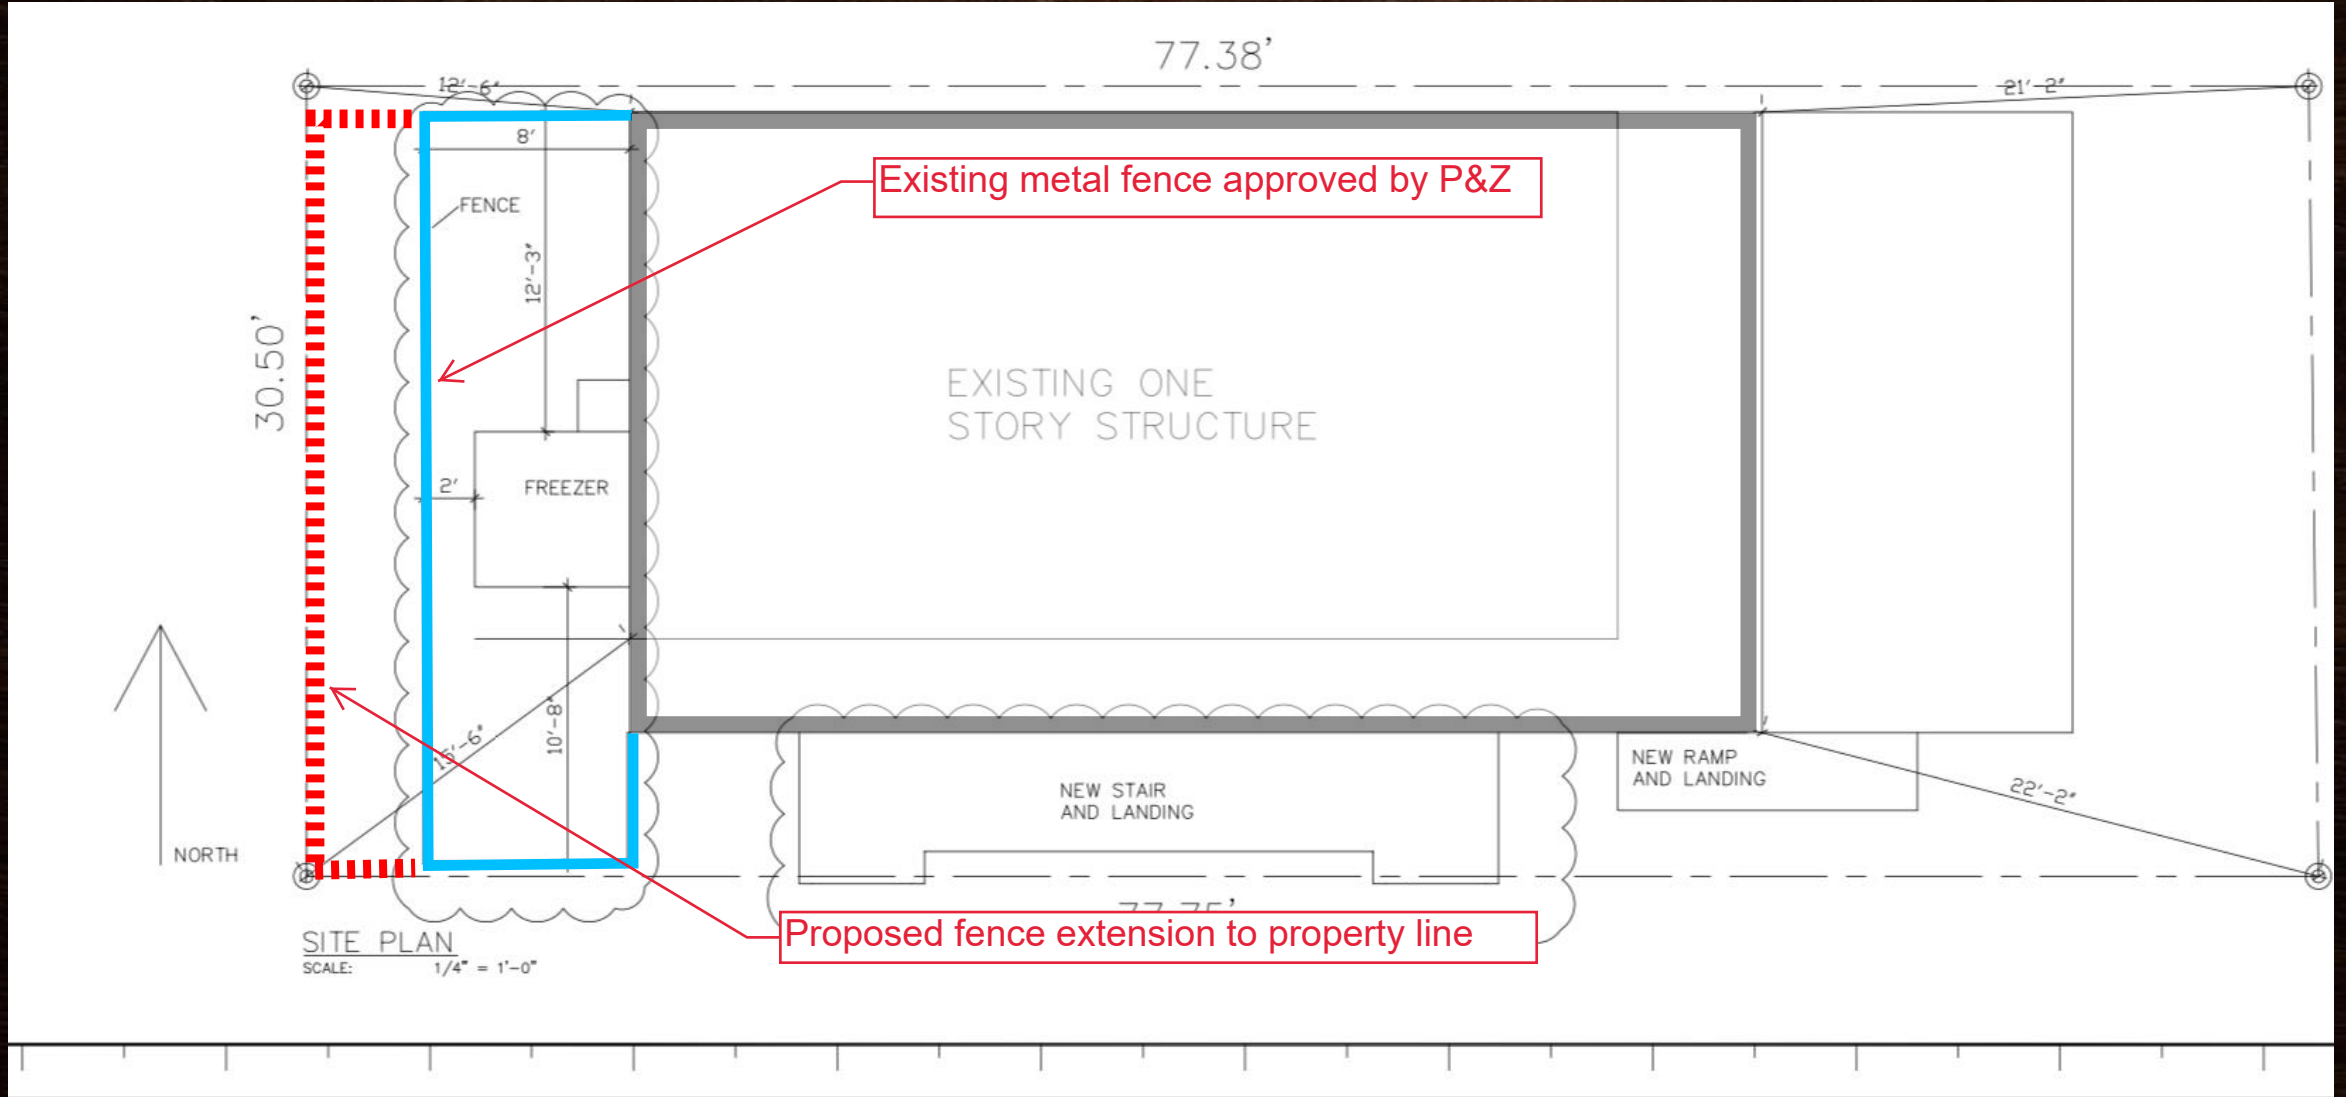 77.38'
12'-6"
21'-2"
8'
Existing metal fence approved by P&Z
FENCE
12'-3"
30.50'
EXISTING ONE
STORY STRUCTURE
2'
FREEZER
15'-6"
10'-8"
NEW RAMP
AND LANDING
NEW STAIR
AND LANDING
22'-2"
NORTH
Proposed fence extension to property line
SITE PLAN
SCALE: 1/4" = 1'-0"